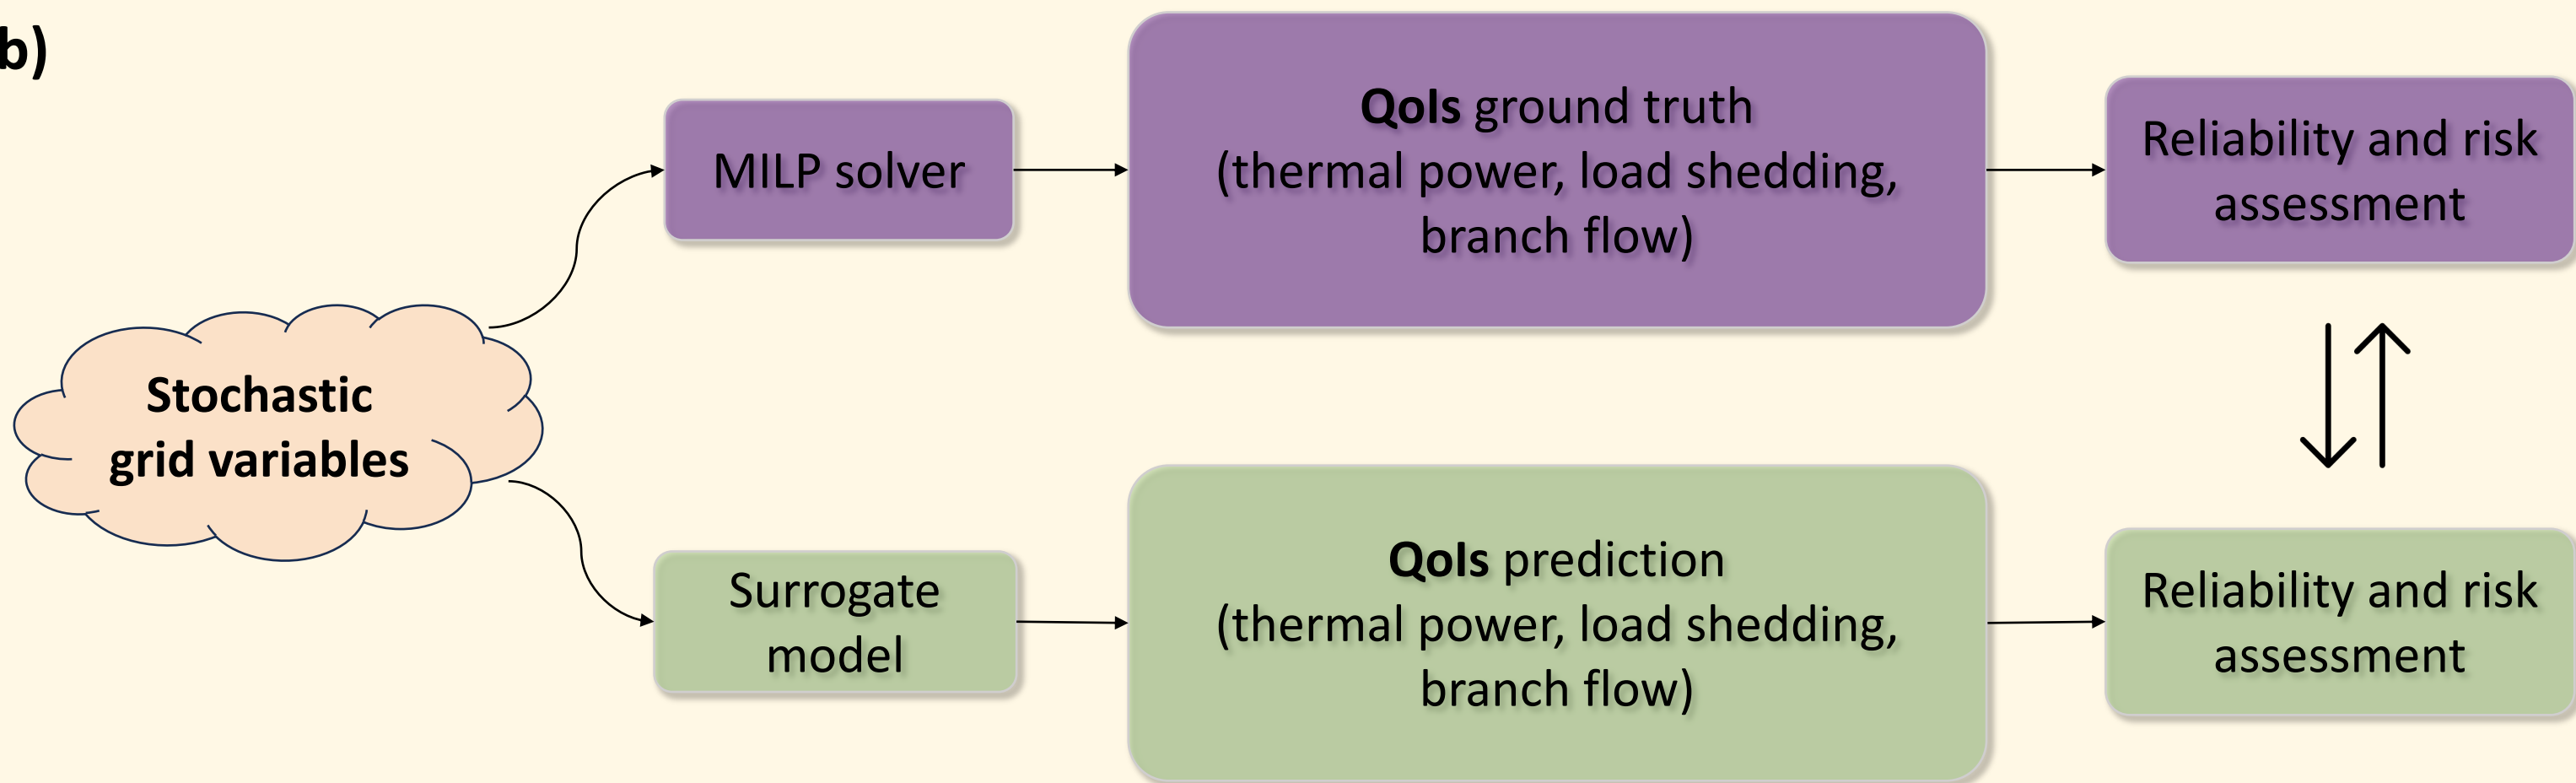 b)
MILP solver
QoIs ground truth
(thermal power, load shedding,
branch flow)
Reliability and risk
assessment
Stochastic
grid variables
Surrogate
model
QoIs prediction
(thermal power, load shedding,
branch flow)
Reliability and risk
assessment